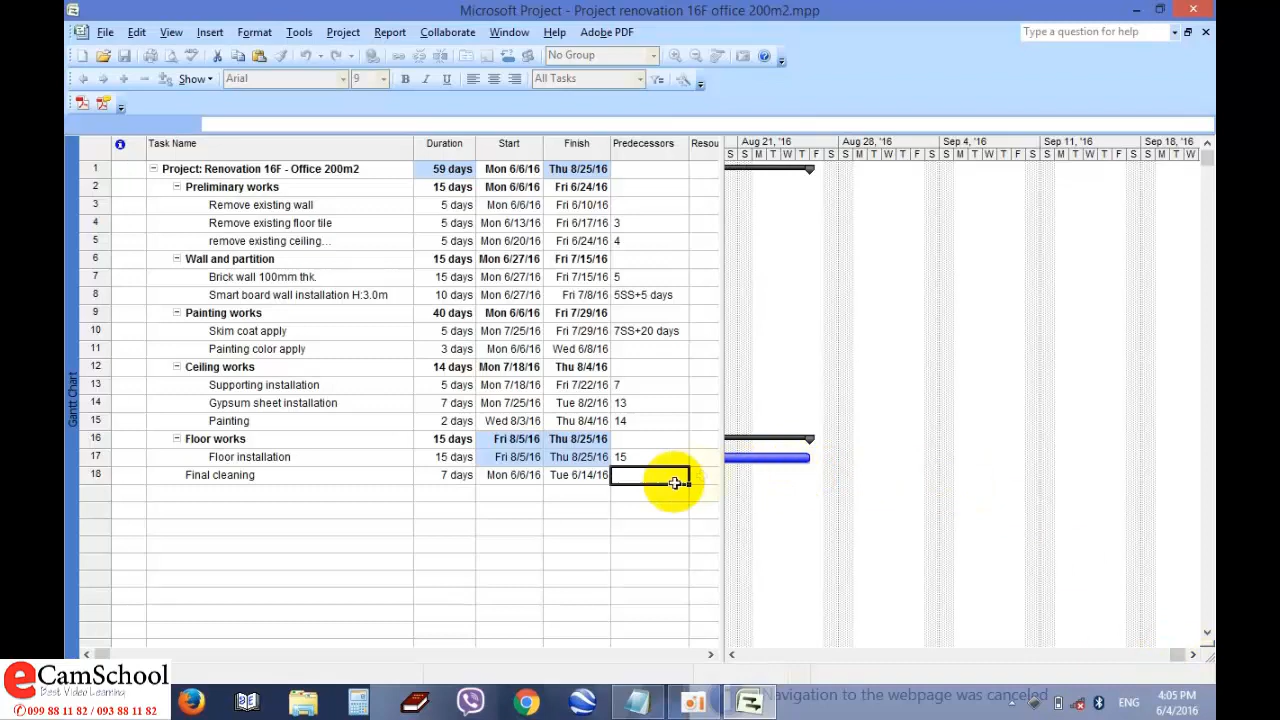 Microsoft Project - Project renovation 16F office 200m2.mpp
File Edit View Insert Format Tools Project Report Collaborate Window Help Adobe PDF Type a question for help
No Group
Show Arial 9 B I U All Tasks
Task Name Duration Start Finish Predecessors Resou Aug 21, '16 Aug 28, '16 Sep 4, '16 Sep 11, '16 Sep 18, '16
S S M T W T F S S M T W T F S S M T W T F S S M T W T F S S M T W
1 Project: Renovation 16F - Office 200m2 59 days Mon 6/6/16 Thu 8/25/16
2 Preliminary works 15 days Mon 6/6/16 Fri 6/24/16
3 Remove existing wall 5 days Mon 6/6/16 Fri 6/10/16
4 Remove existing floor tile 5 days Mon 6/13/16 Fri 6/17/16 3
5 remove existing ceiling... 5 days Mon 6/20/16 Fri 6/24/16 4
6 Wall and partition 15 days Mon 6/27/16 Fri 7/15/16
7 Brick wall 100mm thk. 15 days Mon 6/27/16 Fri 7/15/16 5
8 Smart board wall installation H:3.0m 10 days Mon 6/27/16 Fri 7/8/16 5SS+5 days
9 Painting works 40 days Mon 6/6/16 Fri 7/29/16
10 Skim coat apply 5 days Mon 7/25/16 Fri 7/29/16 7SS+20 days
11 Painting color apply 3 days Mon 6/6/16 Wed 6/8/16
12 Ceiling works 14 days Mon 7/18/16 Thu 8/4/16
13 Supporting installation 5 days Mon 7/18/16 Fri 7/22/16 7
14 Gypsum sheet installation 7 days Mon 7/25/16 Tue 8/2/16 13
15 Painting 2 days Wed 8/3/16 Thu 8/4/16 14
16 Floor works 15 days Fri 8/5/16 Thu 8/25/16
17 Floor installation 15 days Fri 8/5/16 Thu 8/25/16 15
18 Final cleaning 7 days Mon 6/6/16 Tue 6/14/16
Gantt Chart
eCamSchool
Best Video Learning
099 88 11 82 / 093 88 11 82
Navigation to the webpage was canceled
ENG
4:05 PM
6/4/2016